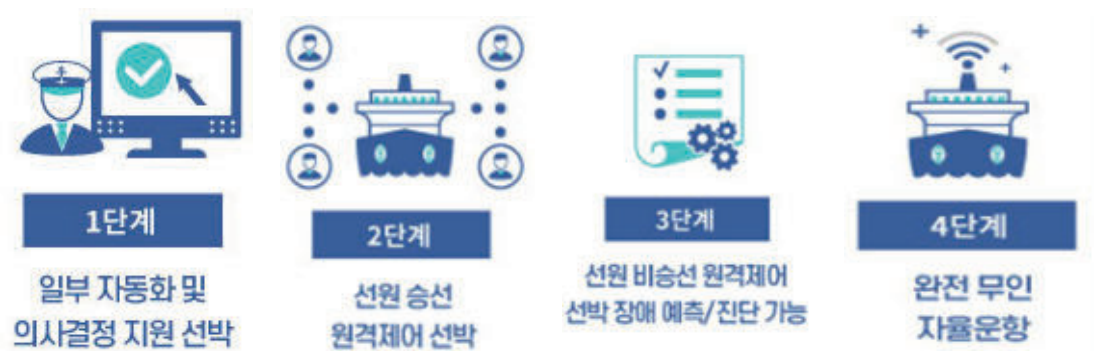 1단계
일부 자동화 및
의사결정 지원 선박
2단계
선원 승선
원격제어 선박
3단계
선원 비승선 원격제어
선박 장애 예측/진단 가능
4단계
완전 무인
자율운항